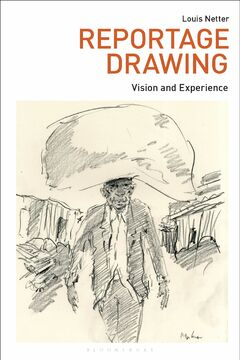 Louis Netter
REPORTAGE
DRAWING
Vision and Experience
BLOOMSBURY